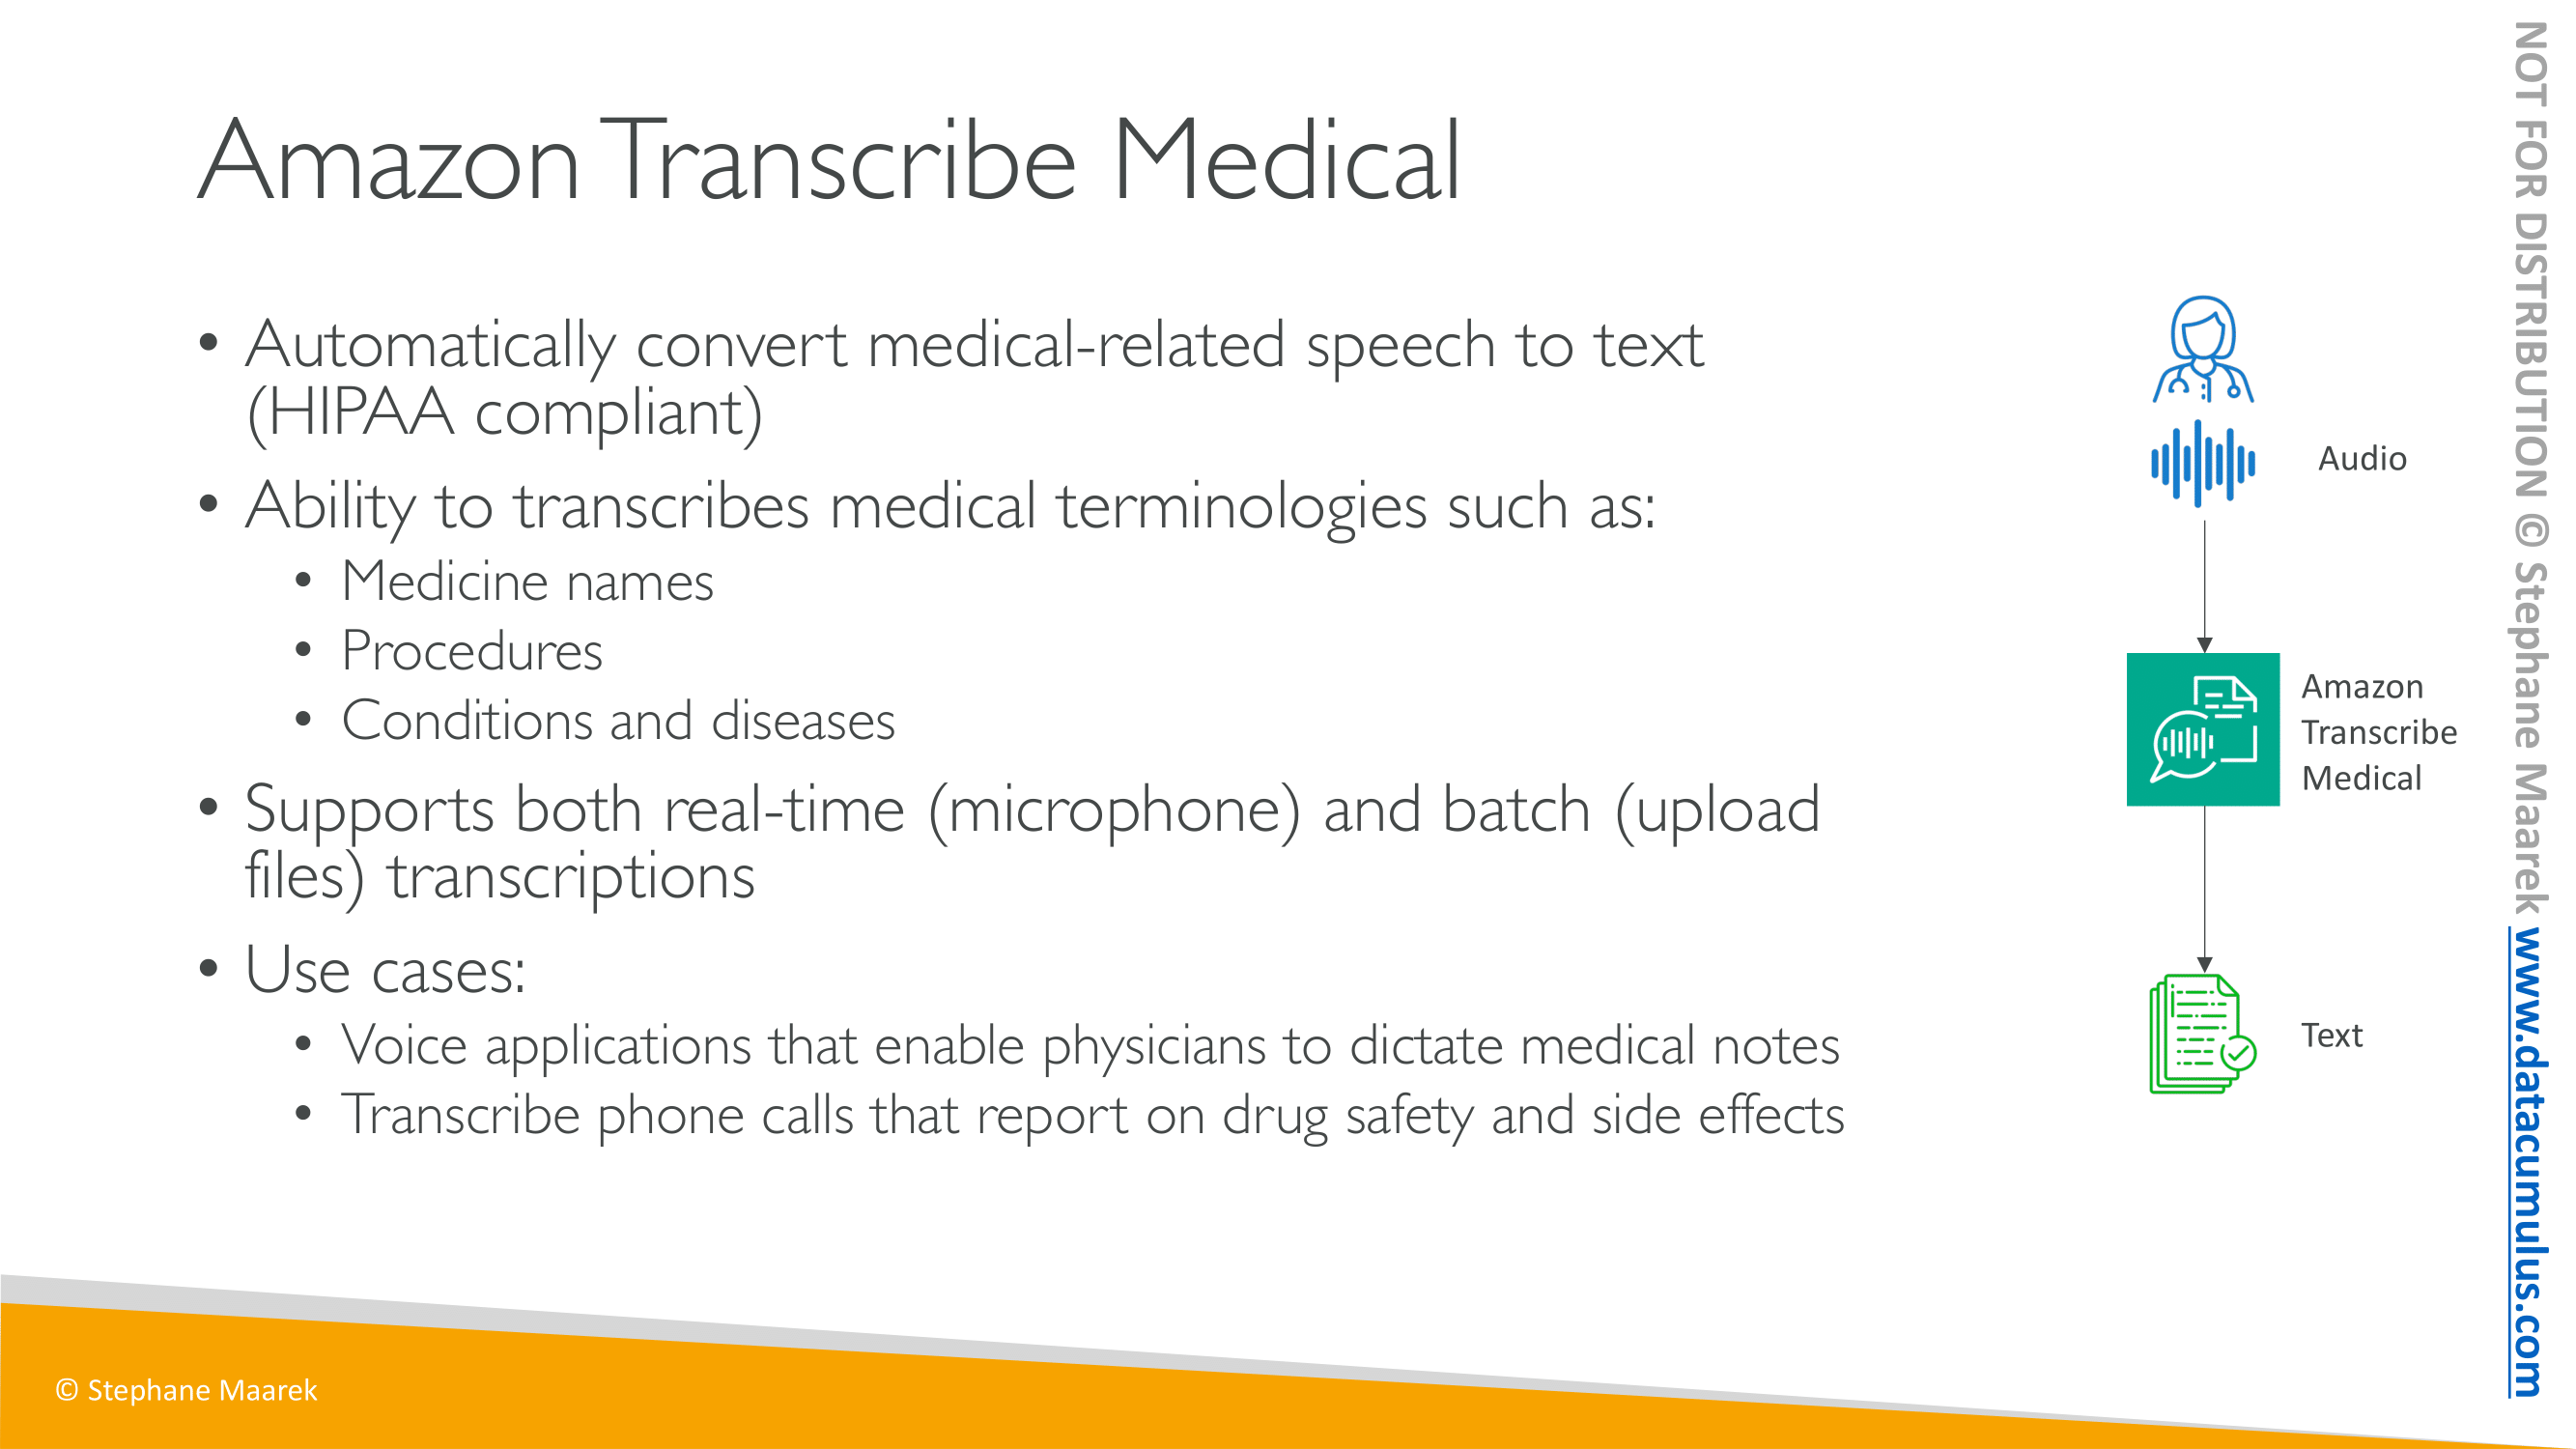 Amazon Transcribe Medical
• Automatically convert medical-related speech to text
(HIPAA compliant)
• Ability to transcribes medical terminologies such as:
• Medicine names
• Procedures
• Conditions and diseases
• Supports both real-time (microphone) and batch (upload
files) transcriptions
• Use cases:
• Voice applications that enable physicians to dictate medical notes
• Transcribe phone calls that report on drug safety and side effects
Audio
Amazon
Transcribe
Medical
Text
NOT FOR DISTRIBUTION © Stephane Maarek www.datacumulus.com
© Stephane Maarek